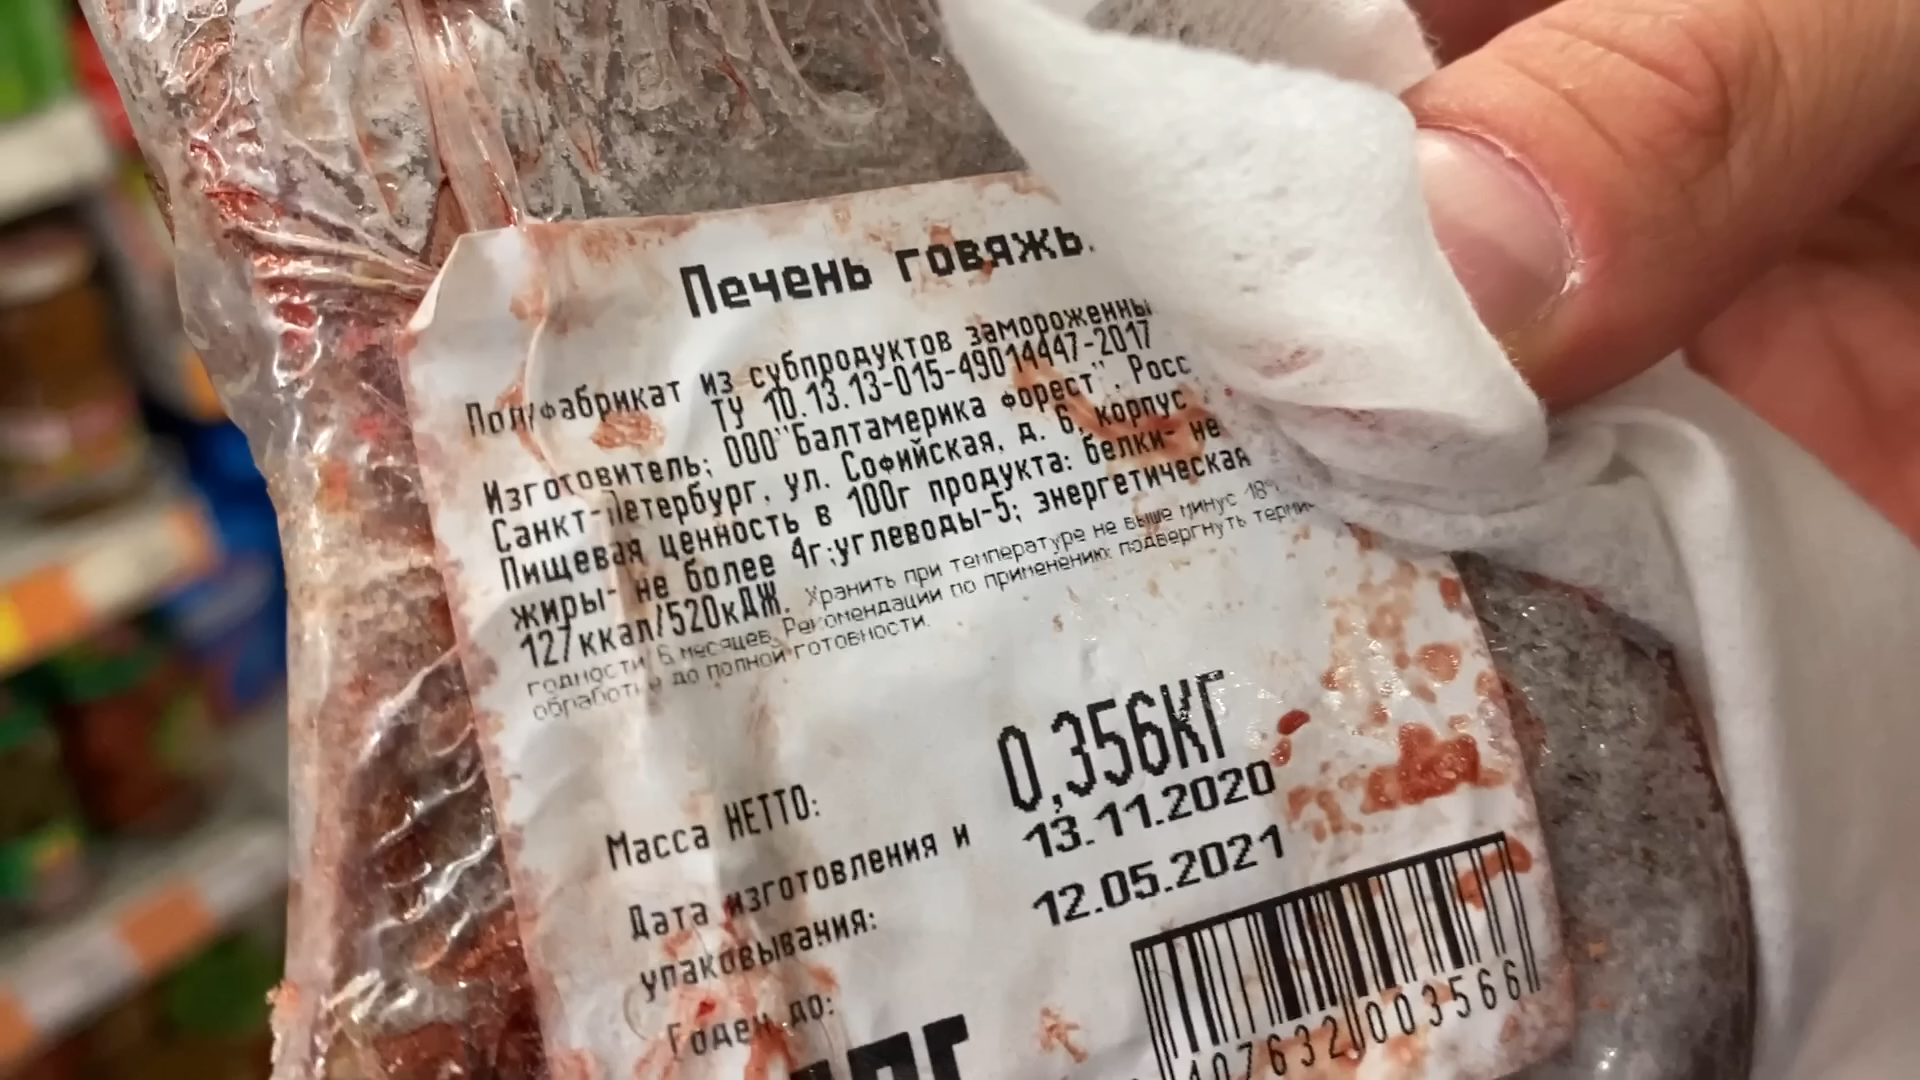 Печень говяжь
Полуфабрикат из субпродуктов замороженны
ТУ 10.13.13-015-49014447-2017
Изготовитель: ООО"Балтамерика форест". Росс
Санкт-Петербург, ул. Софийская, д. 6, корпус
Пищевая ценность в 100г продукта: белки- не
жиры- не более 4г;углеводы-5; энергетическая
127ккал/520кДЖ. Хранить при температуре не выше минус 18
годности 6 месяцев. Рекомендации по применению: подвергнуть терми
обработке до полной готовности.
Масса НЕТТО: 0,356КГ
Дата изготовления и 13.11.2020
упаковывания: 12.05.2021
Годен до:
407632003566